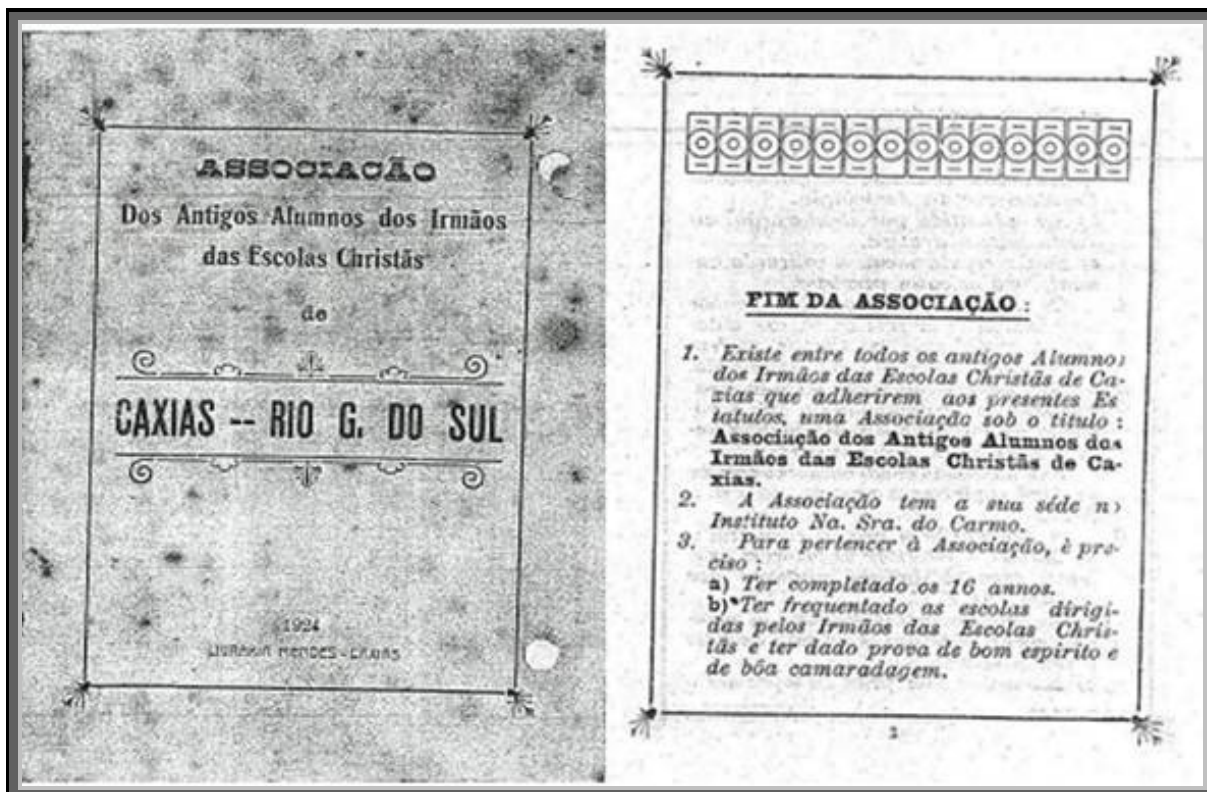 ASSOCIAÇÃO
Dos Antigos Alumnos dos Irmãos
das Escolas Christãs
de
CAXIAS -- RIO G. DO SUL
1924
LIVRARIA MENDES - CAXIAS
FIM DA ASSOCIAÇÃO :
1. Existe entre todos os antigos Alumnos
dos Irmãos das Escolas Christãs de Ca-
xias que adherirem aos presentes Es
tatutos, uma Associação sob o titulo :
Associação dos Antigos Alumnos dos
Irmãos das Escolas Christãs de Ca-
xias.
2. A Associação tem a sua séde no
Instituto Na. Sra. do Carmo.
3. Para pertencer à Associação, è pre-
ciso :
a) Ter completado os 16 annos.
b) Ter frequentado as escolas dirigi-
das pelos Irmãos das Escolas Chris-
tãs e ter dado prova de bom espirito e
de bôa camaradagem.